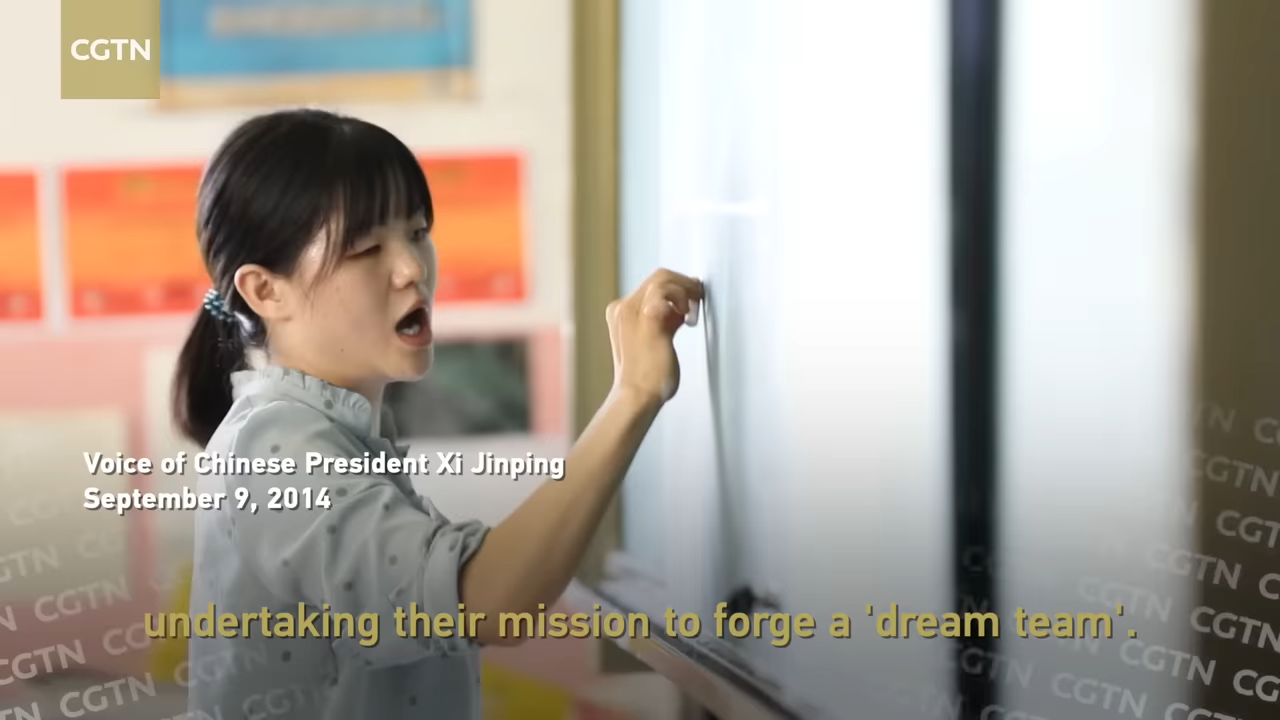 CGTN
Voice of Chinese President Xi Jinping
September 9, 2014
undertaking their mission to forge a 'dream team'.